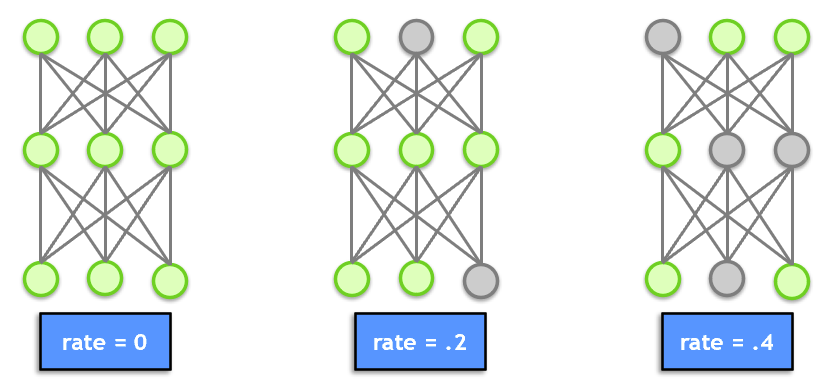 rate = 0
rate = .2
rate = .4